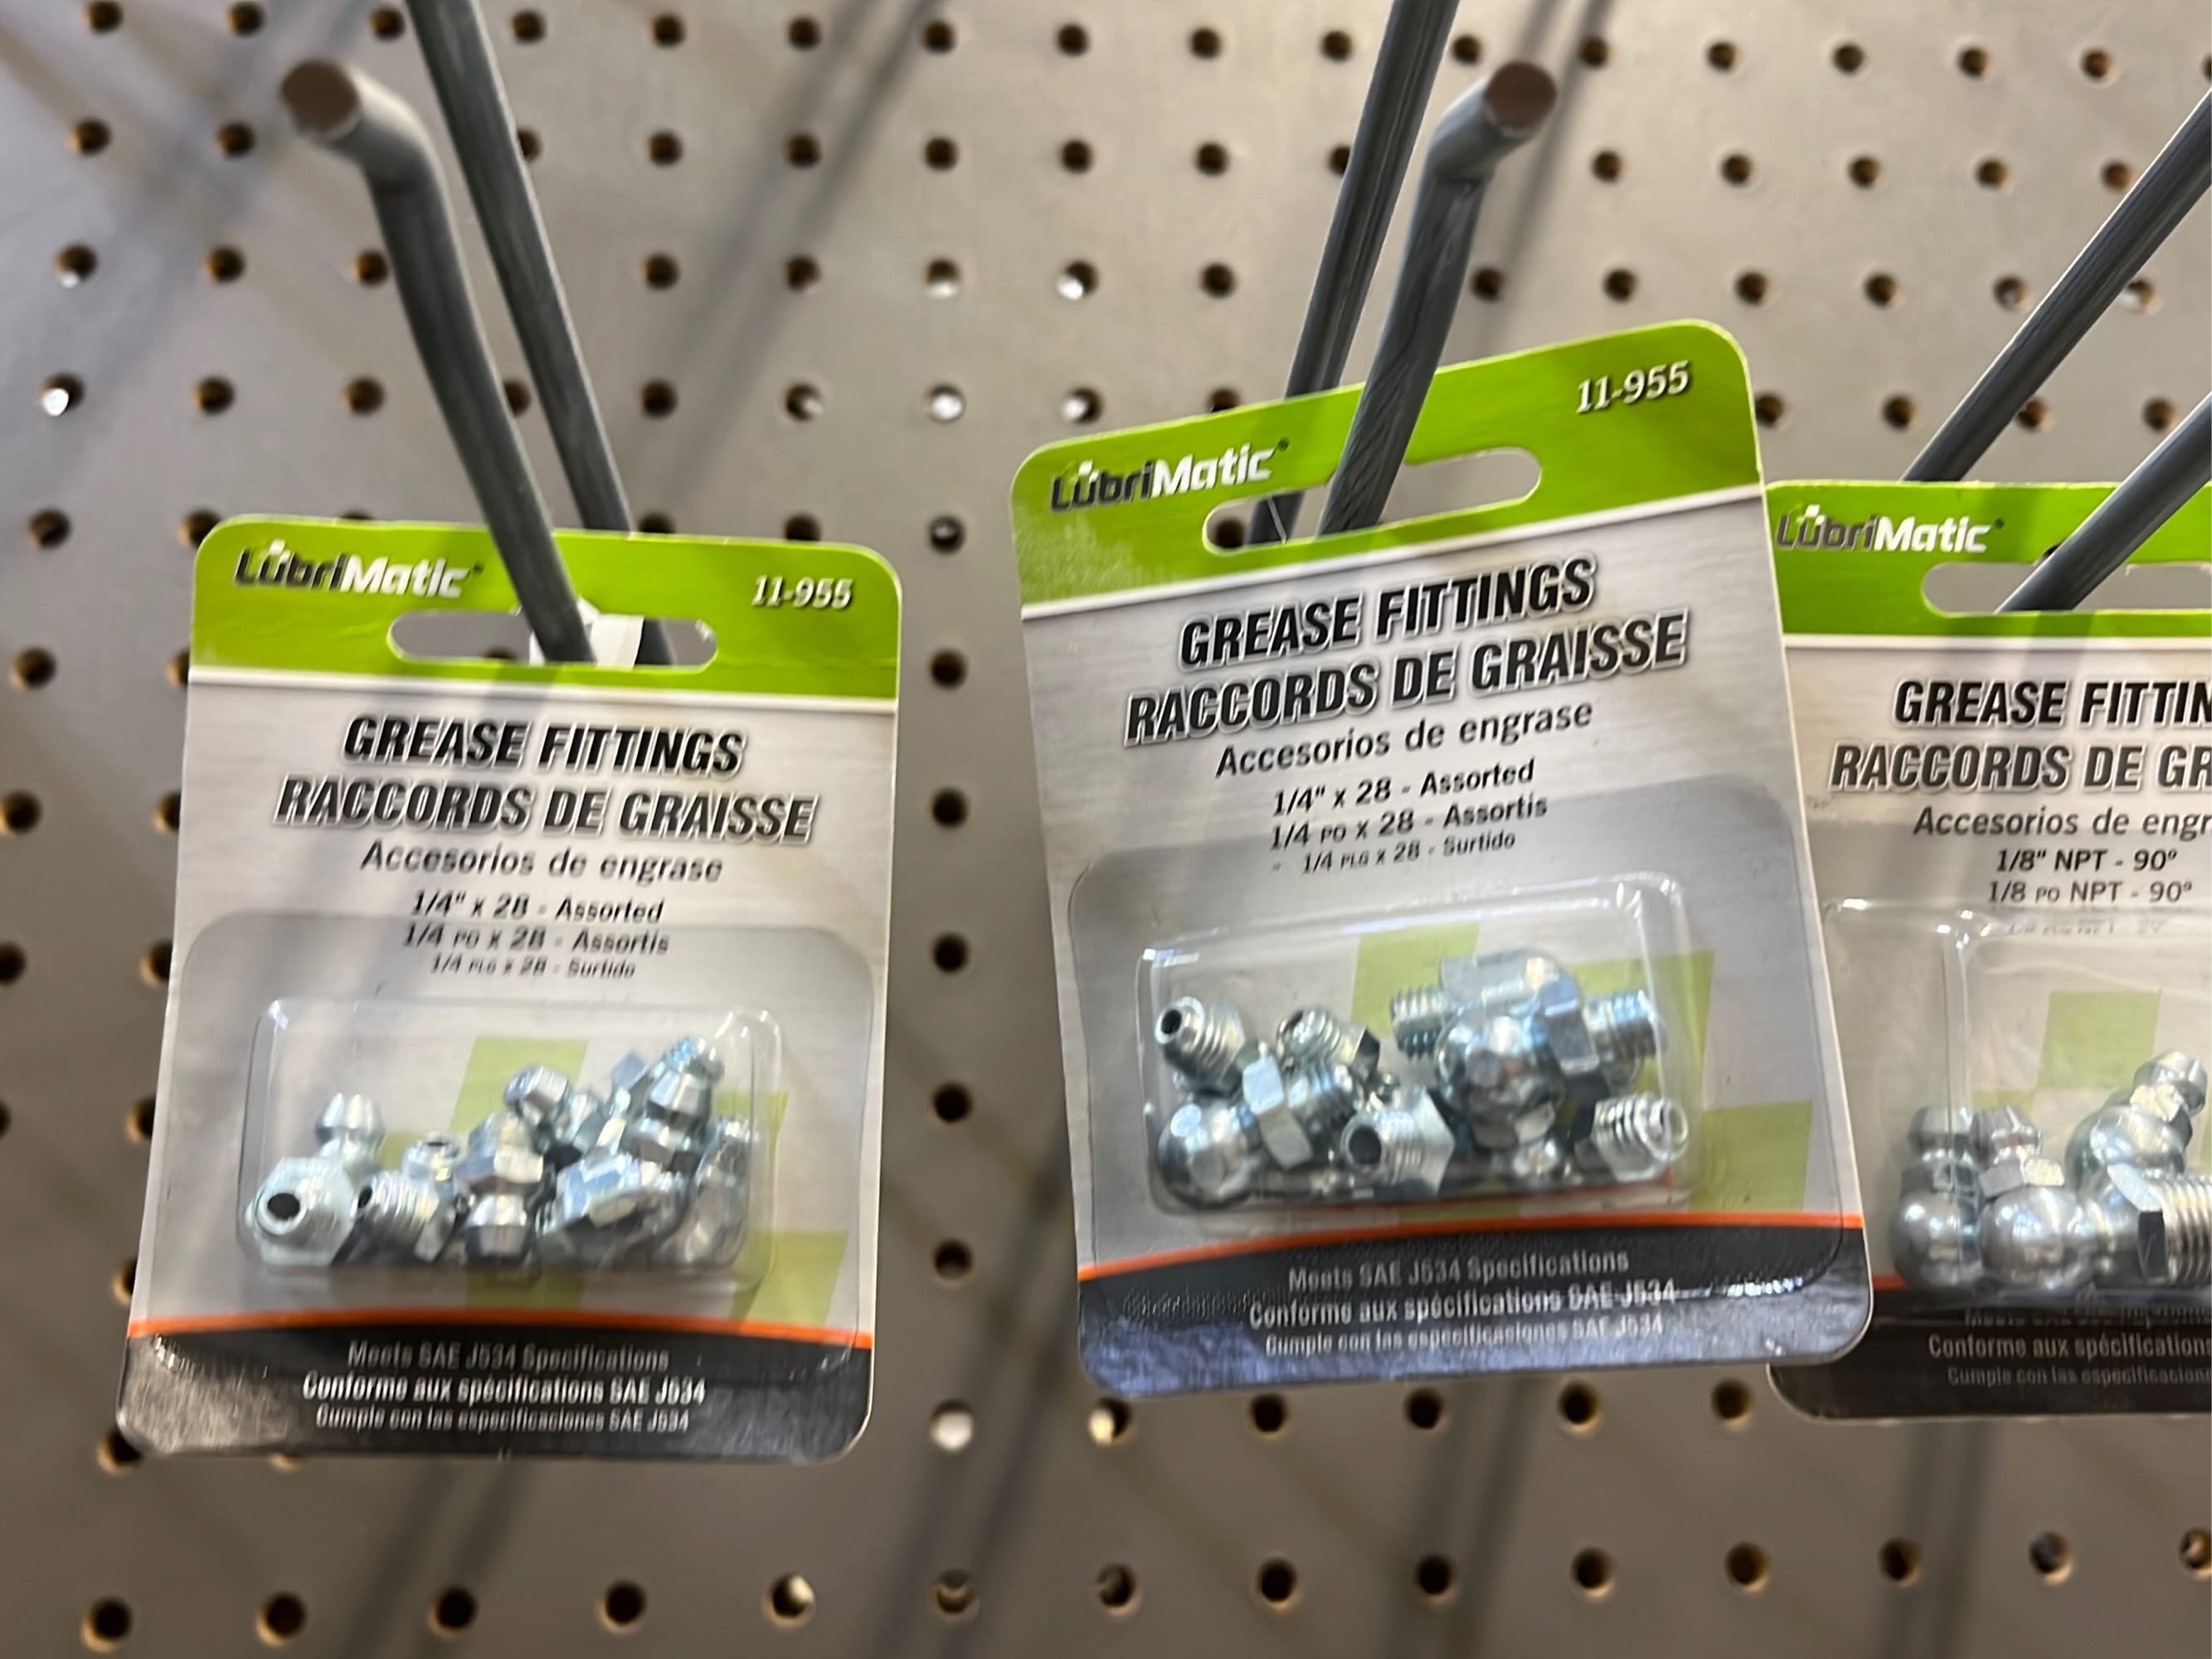 LubriMatic
11-955
GREASE FITTINGS
RACCORDS DE GRAISSE
Accesorios de engrase
1/4" x 28 - Assorted
1/4 PO x 28 - Assortis
1/4 PLG x 28 - Surtido
Meets SAE J534 Specifications
Conforme aux spécifications SAE J534
Cumple con las especificaciones SAE J534
LubriMatic
11-955
GREASE FITTINGS
RACCORDS DE GRAISSE
Accesorios de engrase
1/4" x 28 - Assorted
1/4 PO x 28 - Assortis
- 1/4 PLG x 28 - Surtido
Meets SAE J534 Specifications
Conforme aux spécifications SAE J534
Cumple con las especificaciones SAE J534
LubriMatic
GREASE FITTIN
RACCORDS DE GR
Accesorios de engr
1/8" NPT - 90°
1/8 PO NPT - 90°
Conforme aux spécification
Cumple con las especificacion